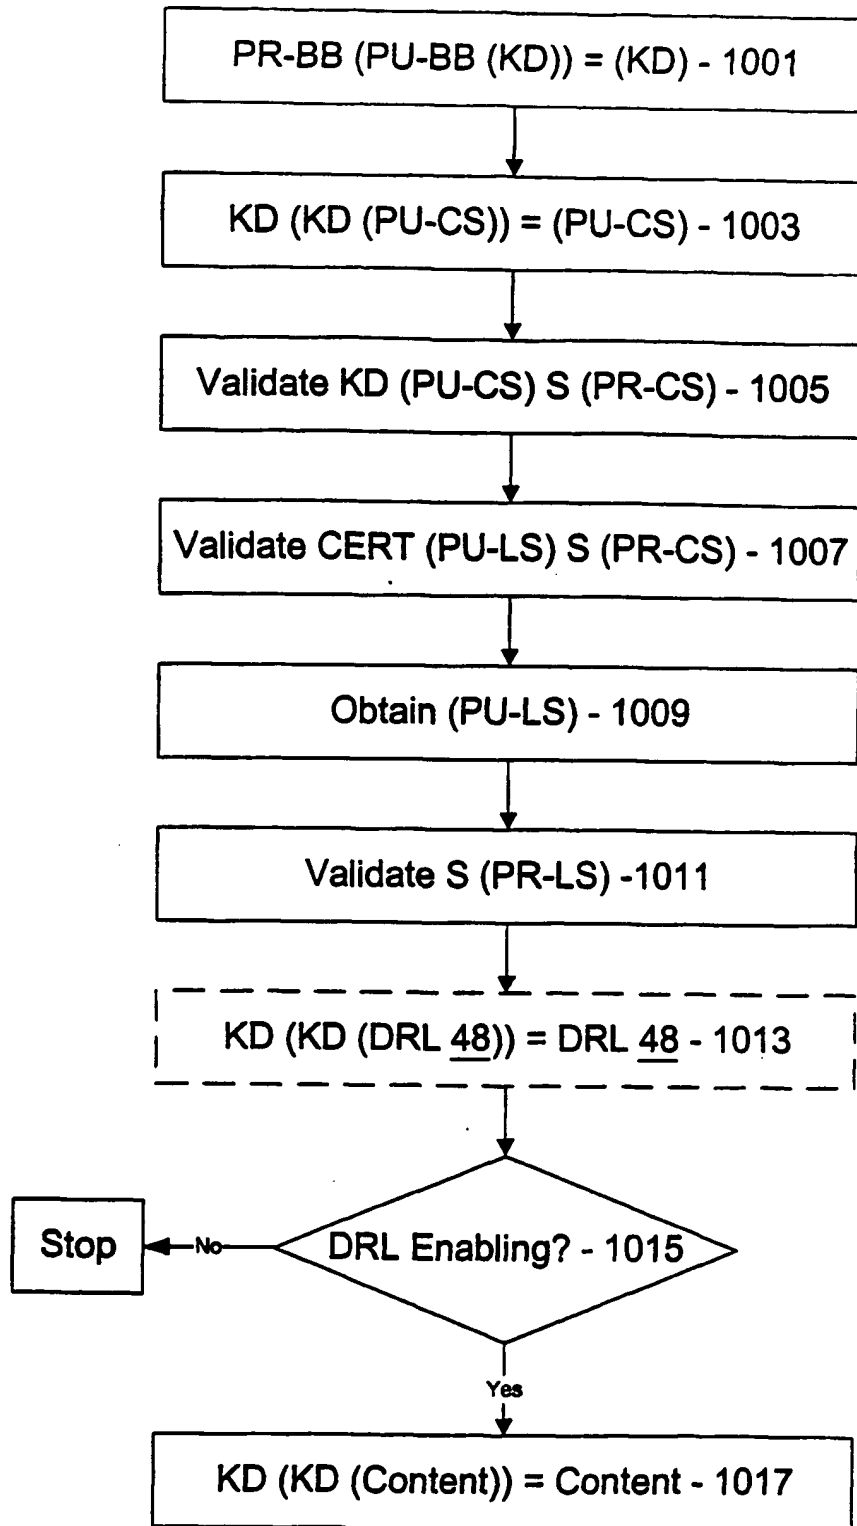 PR-BB (PU-BB (KD)) = (KD) - 1001
KD (KD (PU-CS)) = (PU-CS) - 1003
Validate KD (PU-CS) S (PR-CS) - 1005
Validate CERT (PU-LS) S (PR-CS) - 1007
Obtain (PU-LS) - 1009
Validate S (PR-LS) -1011
KD (KD (DRL 48)) = DRL 48 - 1013
DRL Enabling? - 1015
No
Stop
Yes
KD (KD (Content)) = Content - 1017